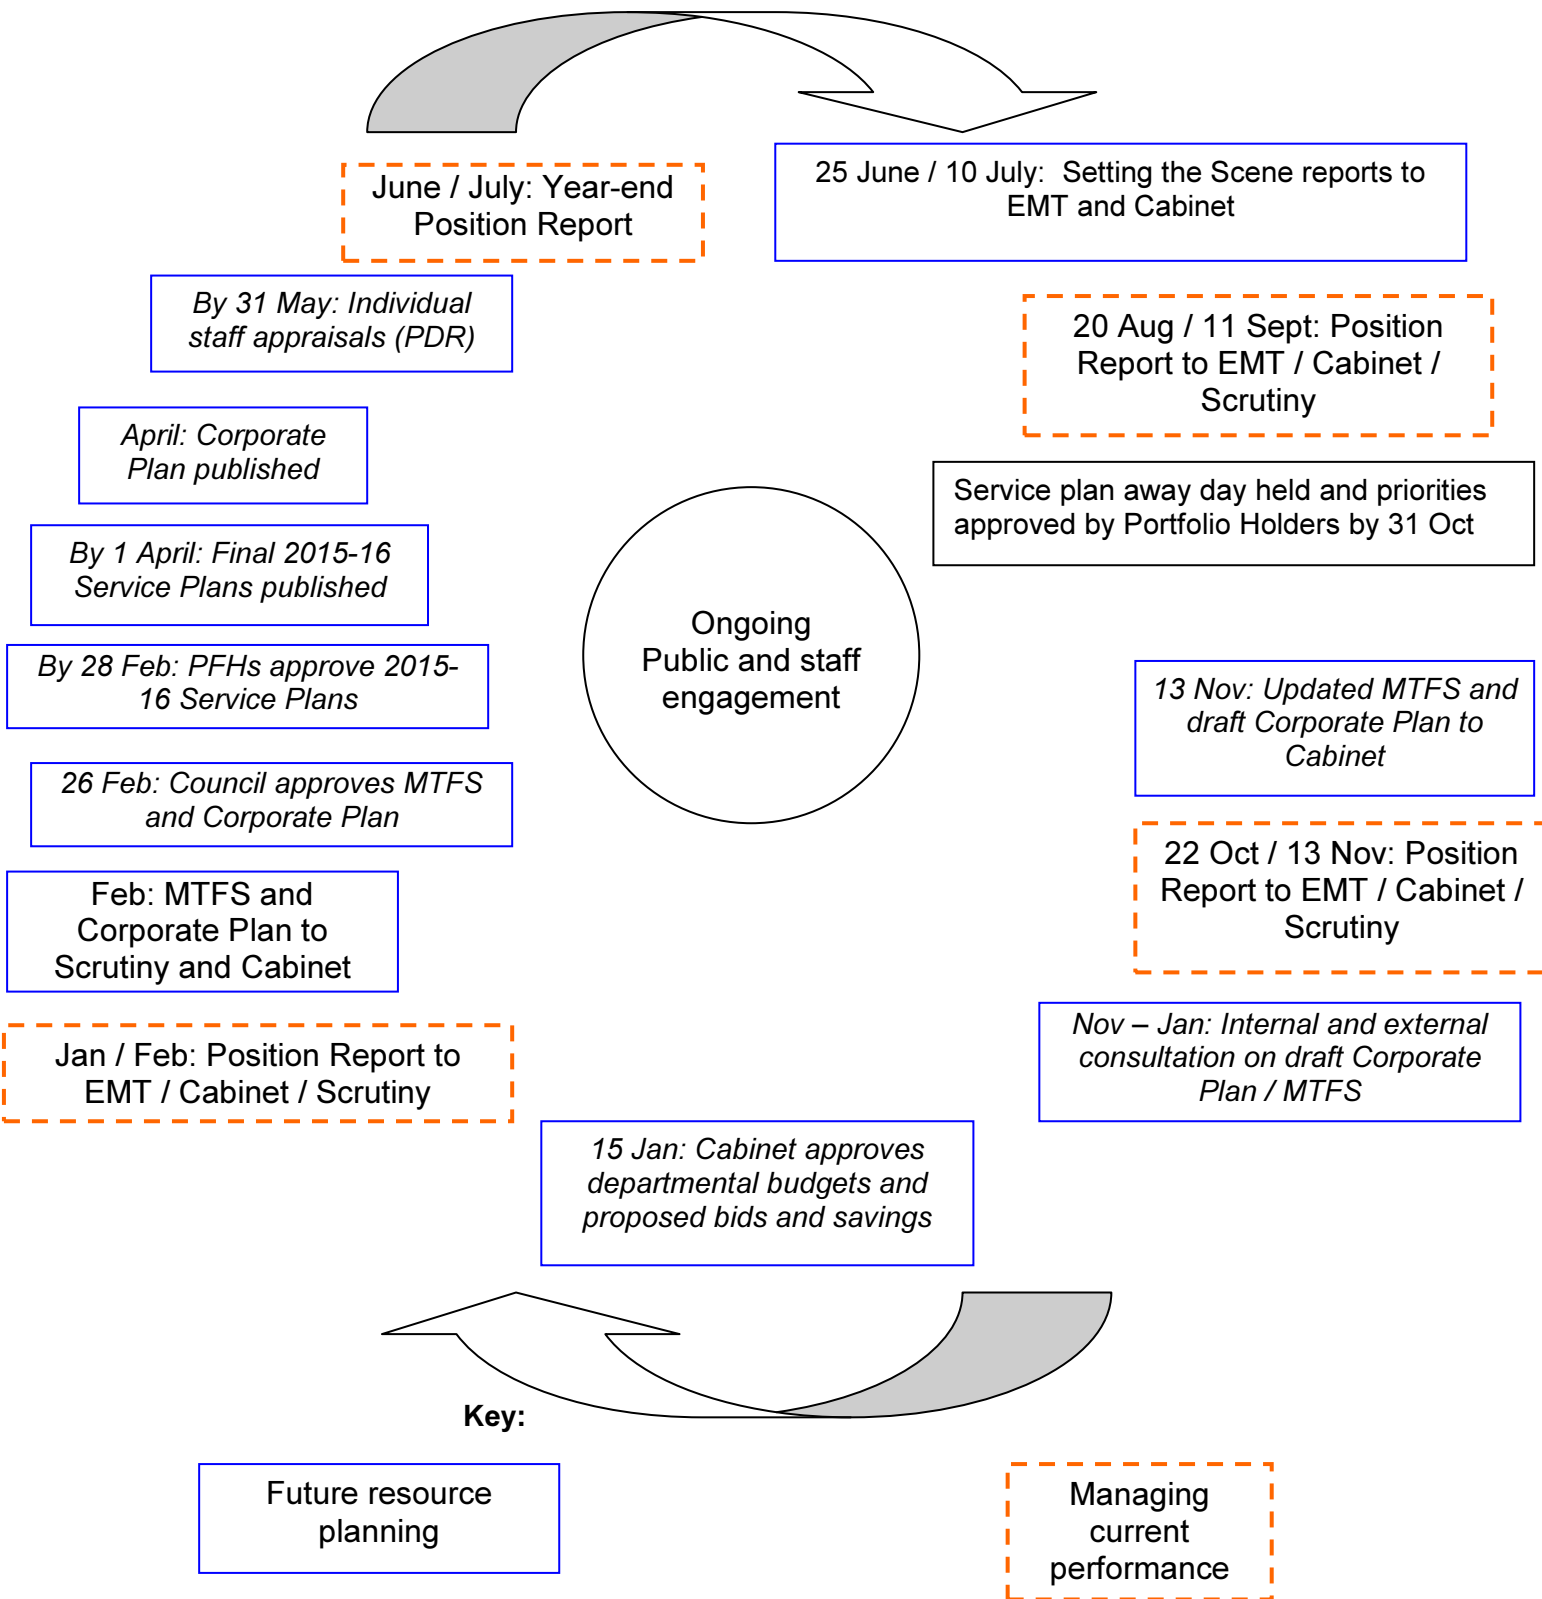 June / July: Year-end
Position Report
25 June / 10 July:  Setting the Scene reports to
EMT and Cabinet
By 31 May: Individual
staff appraisals (PDR)
20 Aug / 11 Sept: Position
Report to EMT / Cabinet /
Scrutiny
April: Corporate
Plan published
Service plan away day held and priorities
approved by Portfolio Holders by 31 Oct
By 1 April: Final 2015-16
Service Plans published
Ongoing
Public and staff
engagement
By 28 Feb: PFHs approve 2015-
16 Service Plans
13 Nov: Updated MTFS and
draft Corporate Plan to
Cabinet
26 Feb: Council approves MTFS
and Corporate Plan
22 Oct / 13 Nov: Position
Report to EMT / Cabinet /
Scrutiny
Feb: MTFS and
Corporate Plan to
Scrutiny and Cabinet
Nov – Jan: Internal and external
consultation on draft Corporate
Plan / MTFS
Jan / Feb: Position Report to
EMT / Cabinet / Scrutiny
15 Jan: Cabinet approves
departmental budgets and
proposed bids and savings
Key:
Future resource
planning
Managing
current
performance